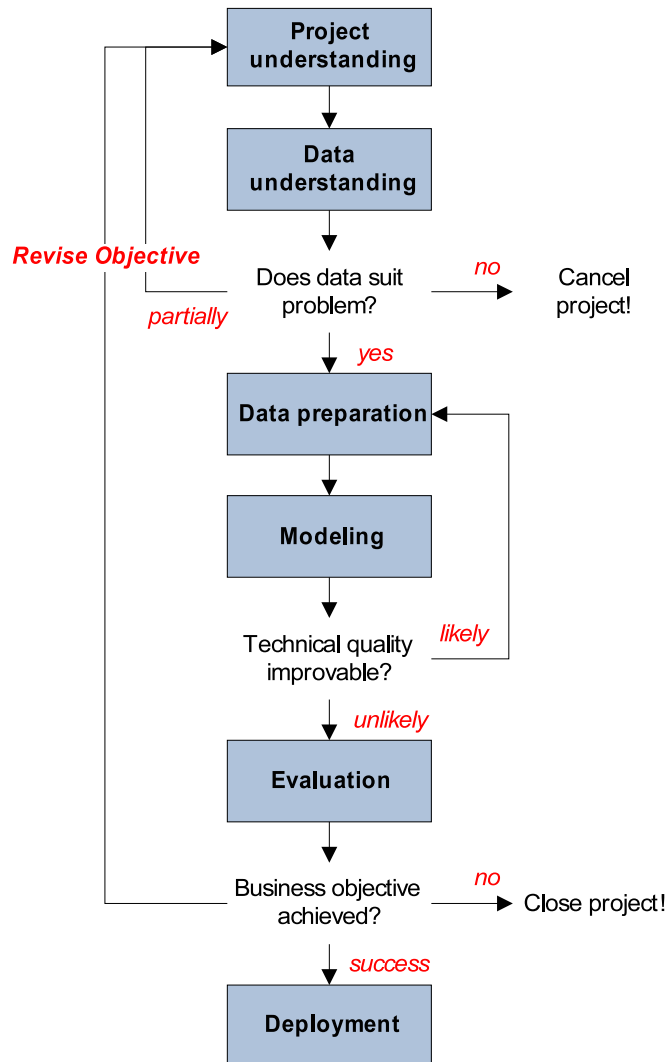 Project
understanding
Data
understanding
Revise Objective
Does data suit
problem?
no
Cancel
project!
partially
yes
Data preparation
Modeling
Technical quality
improvable?
likely
unlikely
Evaluation
Business objective
achieved?
no
Close project!
success
Deployment